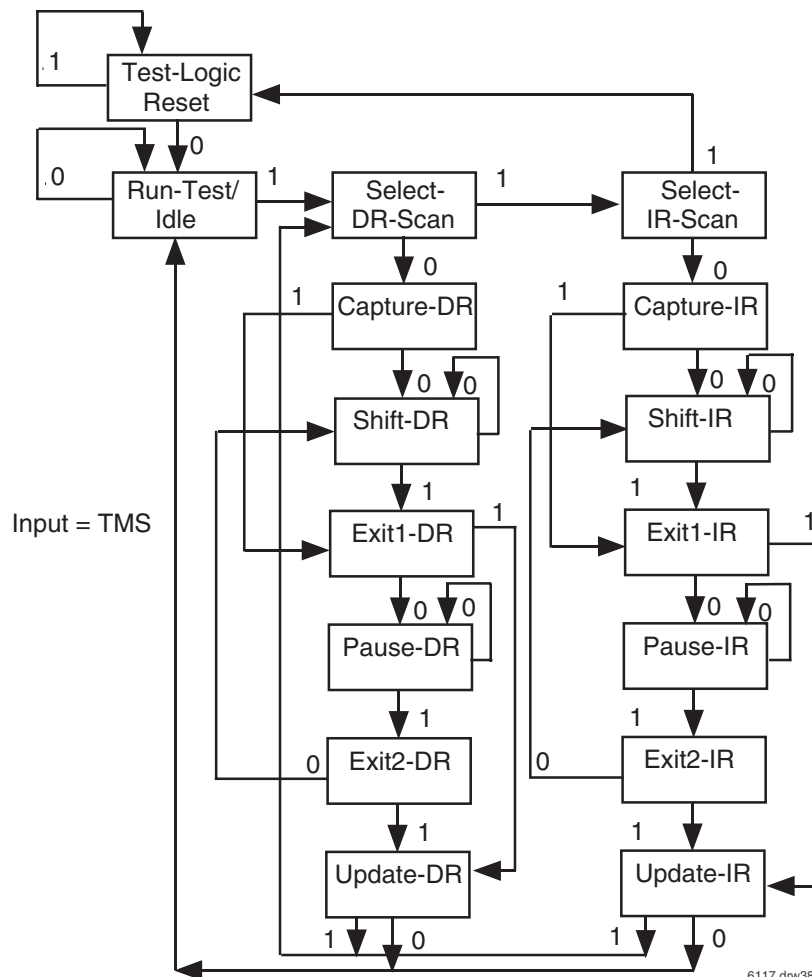 1
Test-Logic
Reset
0
1
0
Run-Test/
Idle
1
Select-
DR-Scan
1
Select-
IR-Scan
0
0
1
Capture-DR
1
Capture-IR
0
0
0
0
Shift-DR
Shift-IR
1
1
Input = TMS
Exit1-DR
1
Exit1-IR
1
0
0
0
0
Pause-DR
Pause-IR
1
1
0
Exit2-DR
0
Exit2-IR
1
1
Update-DR
Update-IR
1
0
1
0
6117 drw35